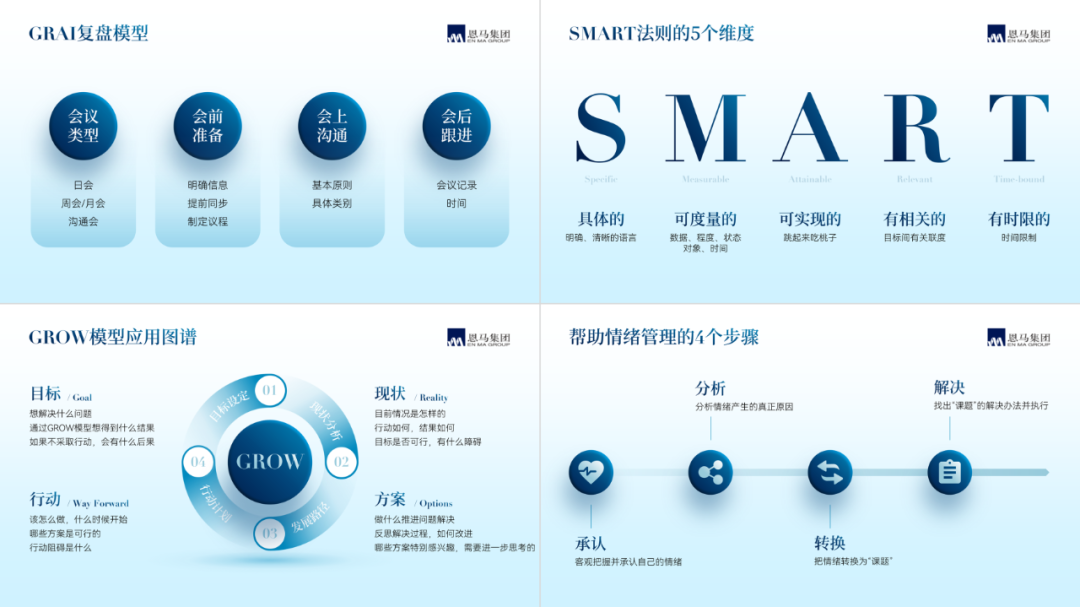 GRAI复盘模型
恩马集团
EN MA GROUP
会议
类型
日会
周会/月会
沟通会
会前
准备
明确信息
提前同步
制定议程
会上
沟通
基本原则
具体类别
会后
跟进
会议记录
时间
SMART法则的5个维度
恩马集团
EN MA GROUP
S M A R T
Specific
Measurable
Attainable
Relevant
Time-bound
具体的
明确、清晰的语言
可度量的
数据、程度、状态
对象、时间
可实现的
跳起来吃桃子
有相关的
目标间有关联度
有时限的
时间限制
GROW模型应用图谱
恩马集团
EN MA GROUP
目标 / Goal
想解决什么问题
通过GROW模型想得到什么结果
如果不采取行动，会有什么后果
现状 / Reality
目前情况是怎样的
行动如何，结果如何
目标是否可行，有什么障碍
GROW
01
目标设定
02
现状分析
03
发展路径
04
行动计划
行动 / Way Forward
该怎么做，什么时候开始
哪些方案是可行的
行动阻碍是什么
方案 / Options
做什么推进问题解决
反思解决过程，如何改进
哪些方案特别感兴趣，需要进一步思考的
帮助情绪管理的4个步骤
恩马集团
EN MA GROUP
承认
客观把握并承认自己的情绪
分析
分析情绪产生的真正原因
转换
把情绪转换为“课题”
解决
找出“课题”的解决办法并执行